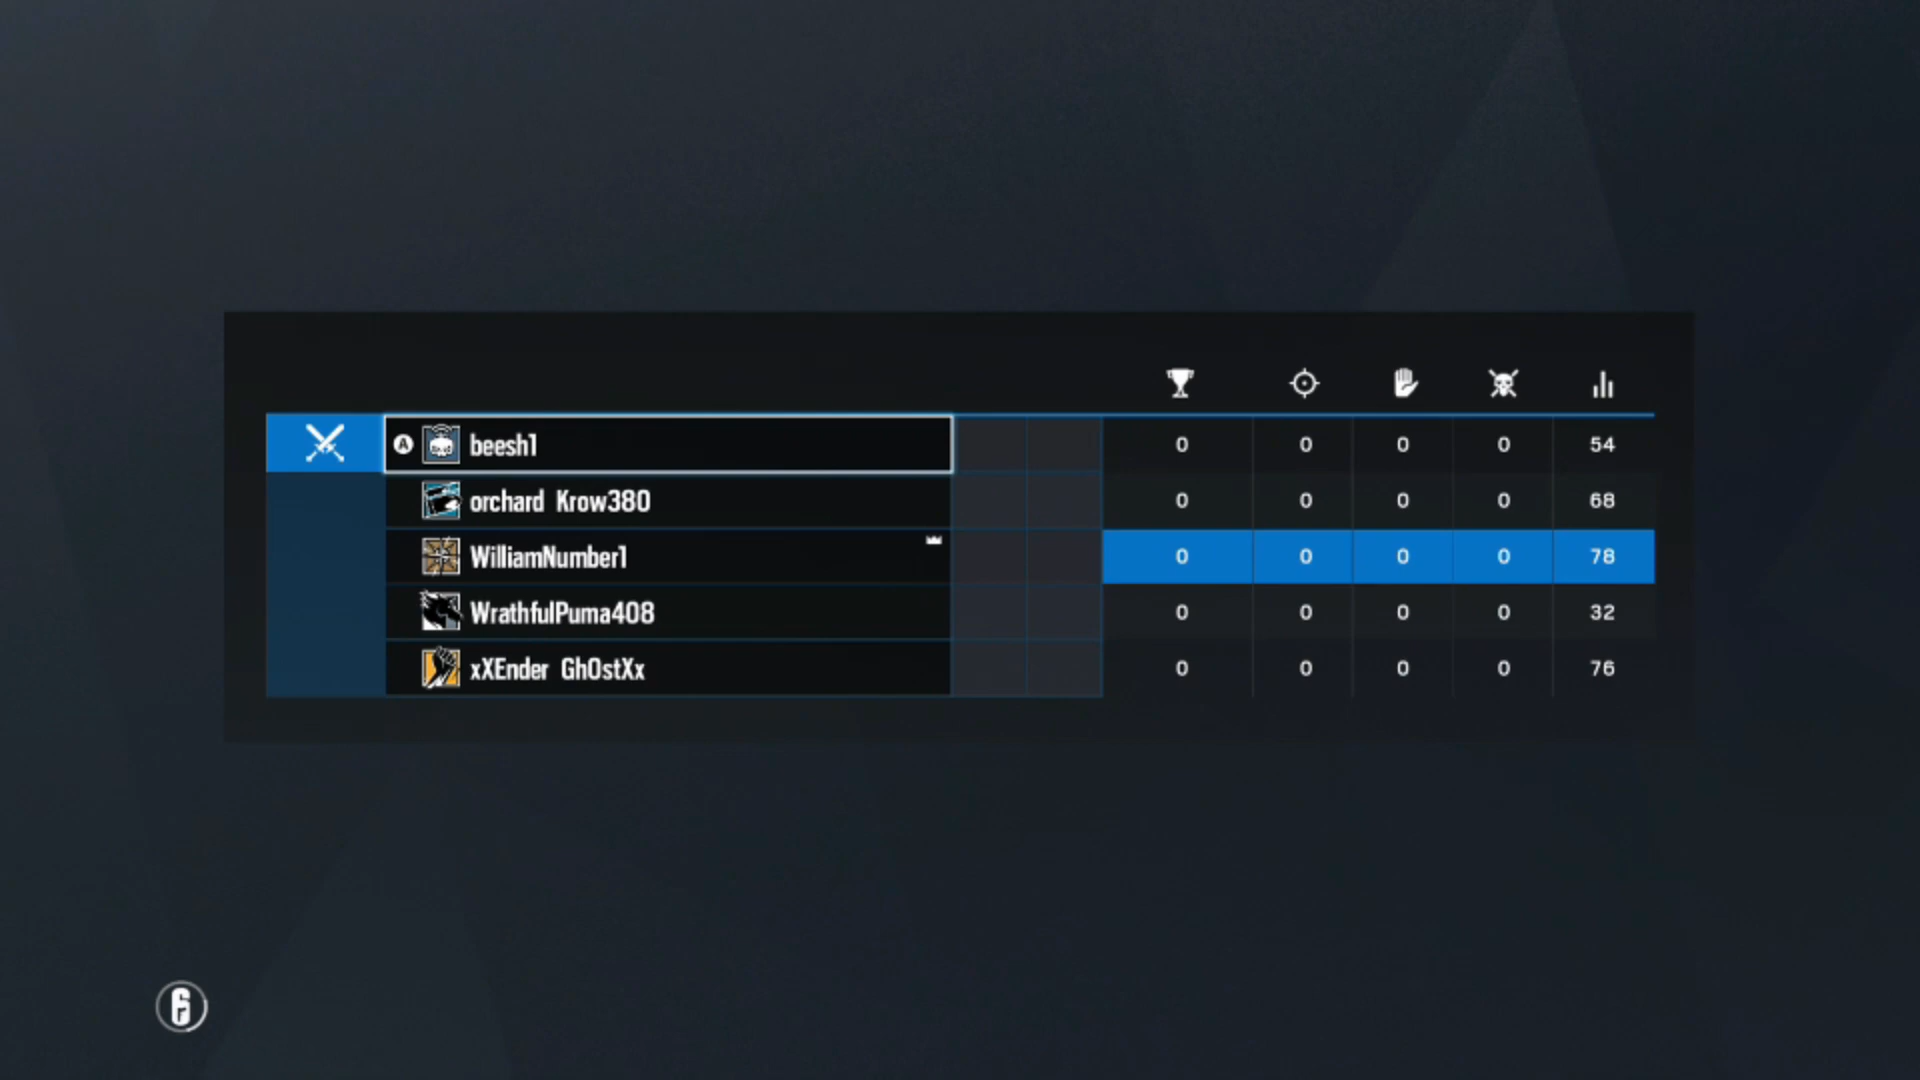 A beesh1 0 0 0 0 54
orchard Krow380 0 0 0 0 68
WilliamNumber1 0 0 0 0 78
WrathfulPuma408 0 0 0 0 32
xXEnder Gh0stXx 0 0 0 0 76
6